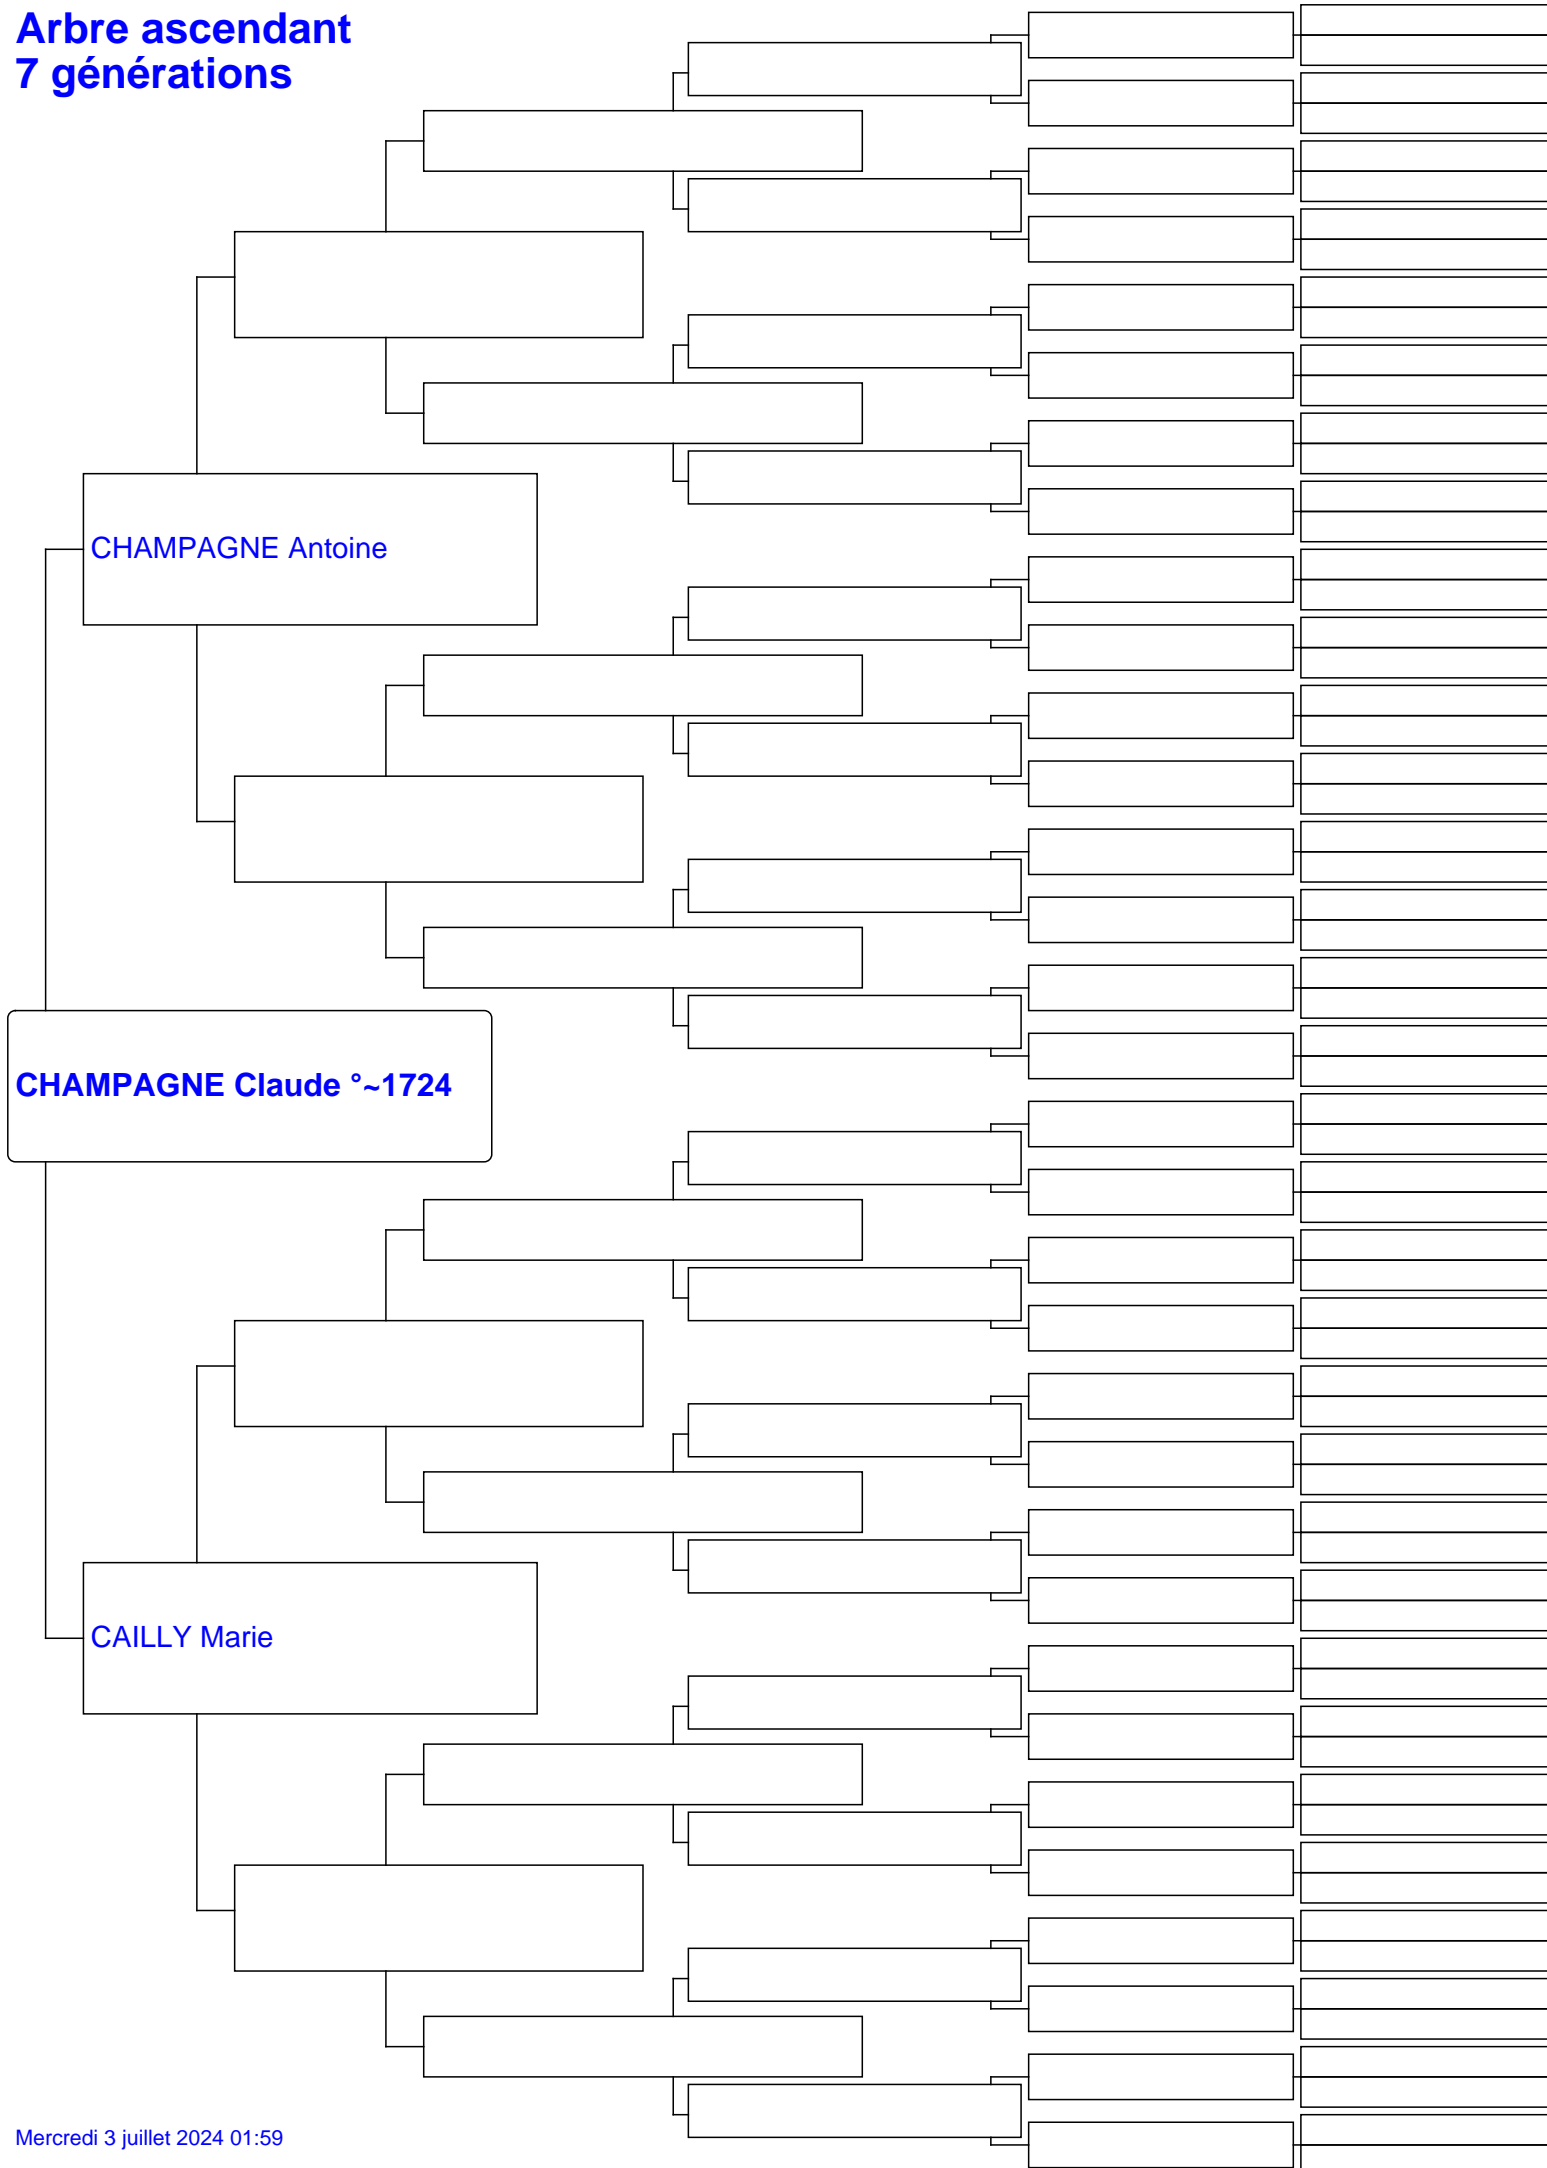 Arbre ascendant
7 générations
CHAMPAGNE Antoine
CHAMPAGNE Claude °~1724
CAILLY Marie
Mercredi 3 juillet 2024 01:59